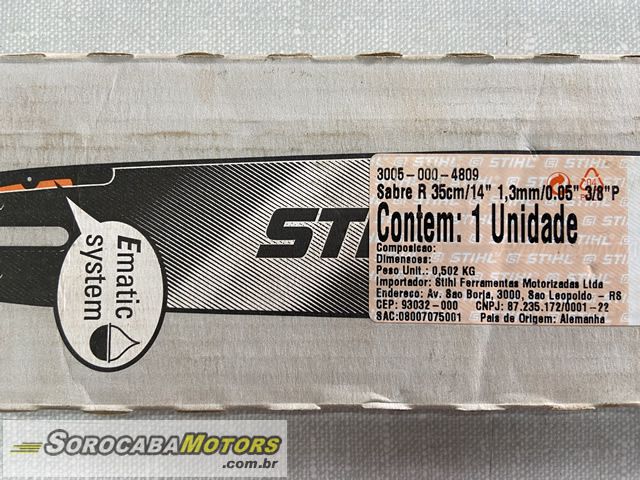 3005-000-4809
Sabre R 35cm/14" 1,3mm/0.05" 3/8"P
Contem: 1 Unidade
Composicao:
Dimensoes:
Peso Unit.: 0,502 KG
Importador: Stihl Ferramentas Motorizadas Ltda
Endereco: Av. Sao Borja, 3000, Sao Leopoldo - RS
CEP: 93032-000 CNPJ: 87.235.172/0001-22
SAC:08007075001 Pais de Origem: Alemanha
Ematic
system
SOROCABAMOTORS
.com.br